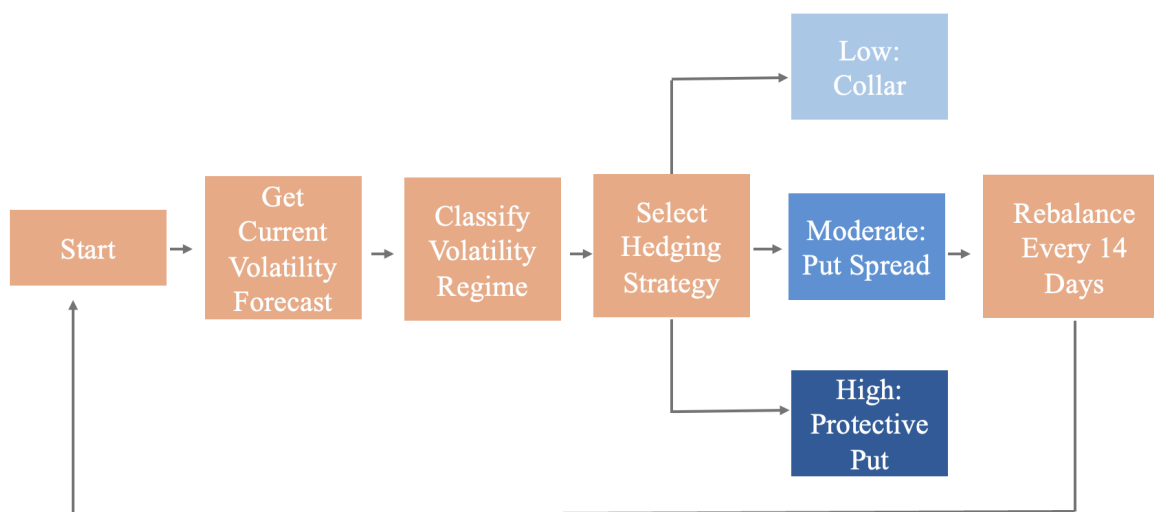 Start
Get
Current
Volatility
Forecast
Classify
Volatility
Regime
Select
Hedging
Strategy
Low:
Collar
Moderate:
Put Spread
High:
Protective
Put
Rebalance
Every 14
Days